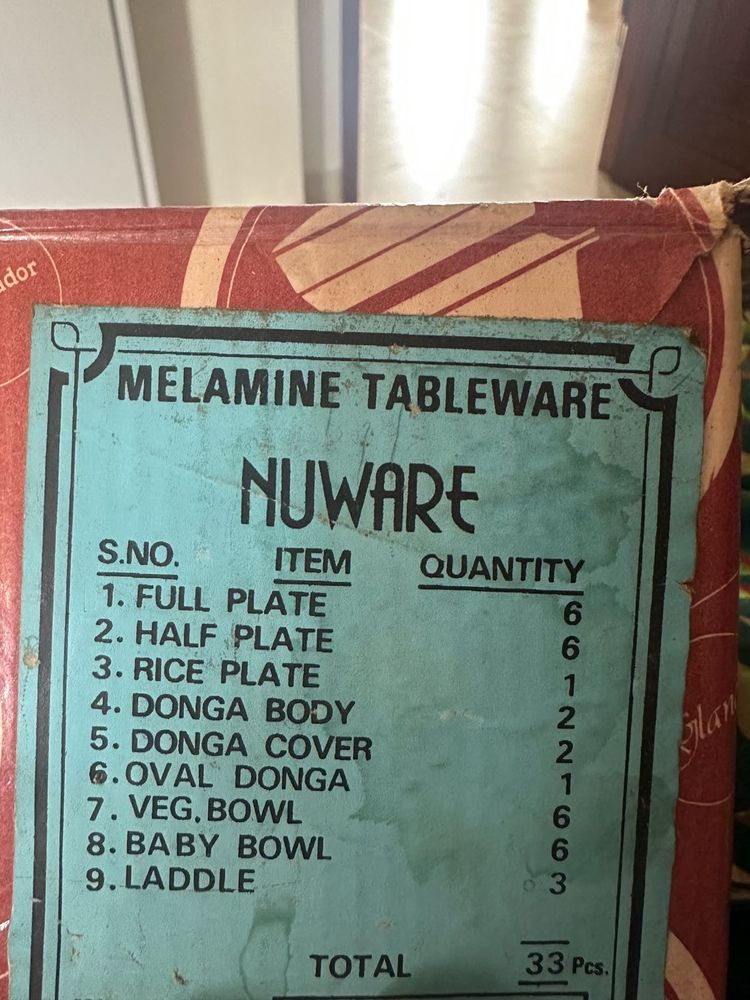 MELAMINE TABLEWARE
NUWARE
S.NO. ITEM QUANTITY
1. FULL PLATE 6
2. HALF PLATE 6
3. RICE PLATE 1
4. DONGA BODY 2
5. DONGA COVER 2
6. OVAL DONGA 1
7. VEG. BOWL 6
8. BABY BOWL 6
9. LADDLE 3
TOTAL 33 Pcs.